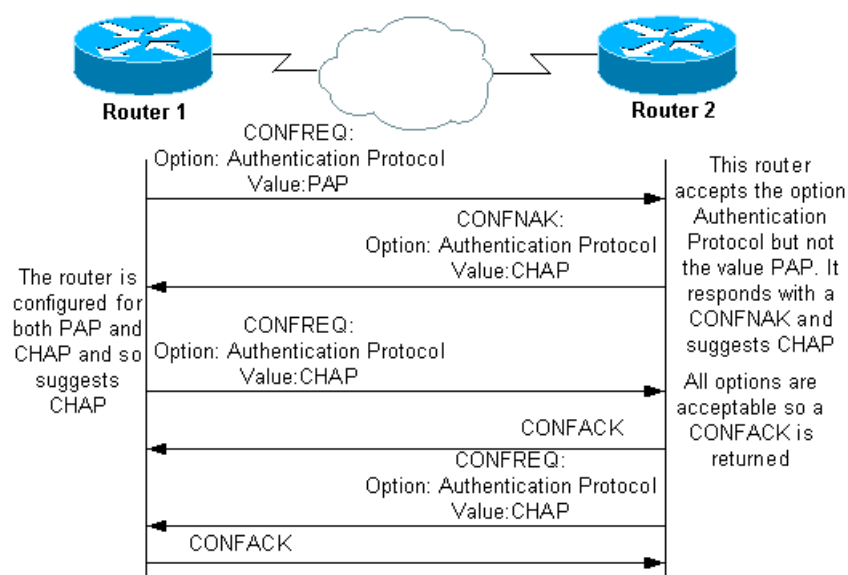 Router 1
Router 2
CONFREQ:
Option: Authentication Protocol
Value:PAP
This router
accepts the option
Authentication
Protocol but not
the value PAP. It
responds with a
CONFNAK and
suggests CHAP
CONFNAK:
Option: Authentication Protocol
Value:CHAP
The router is
configured for
both PAP and
CHAP and so
suggests
CHAP
CONFREQ:
Option: Authentication Protocol
Value:CHAP
All options are
acceptable so a
CONFACK is
returned
CONFACK
CONFREQ:
Option: Authentication Protocol
Value:CHAP
CONFACK